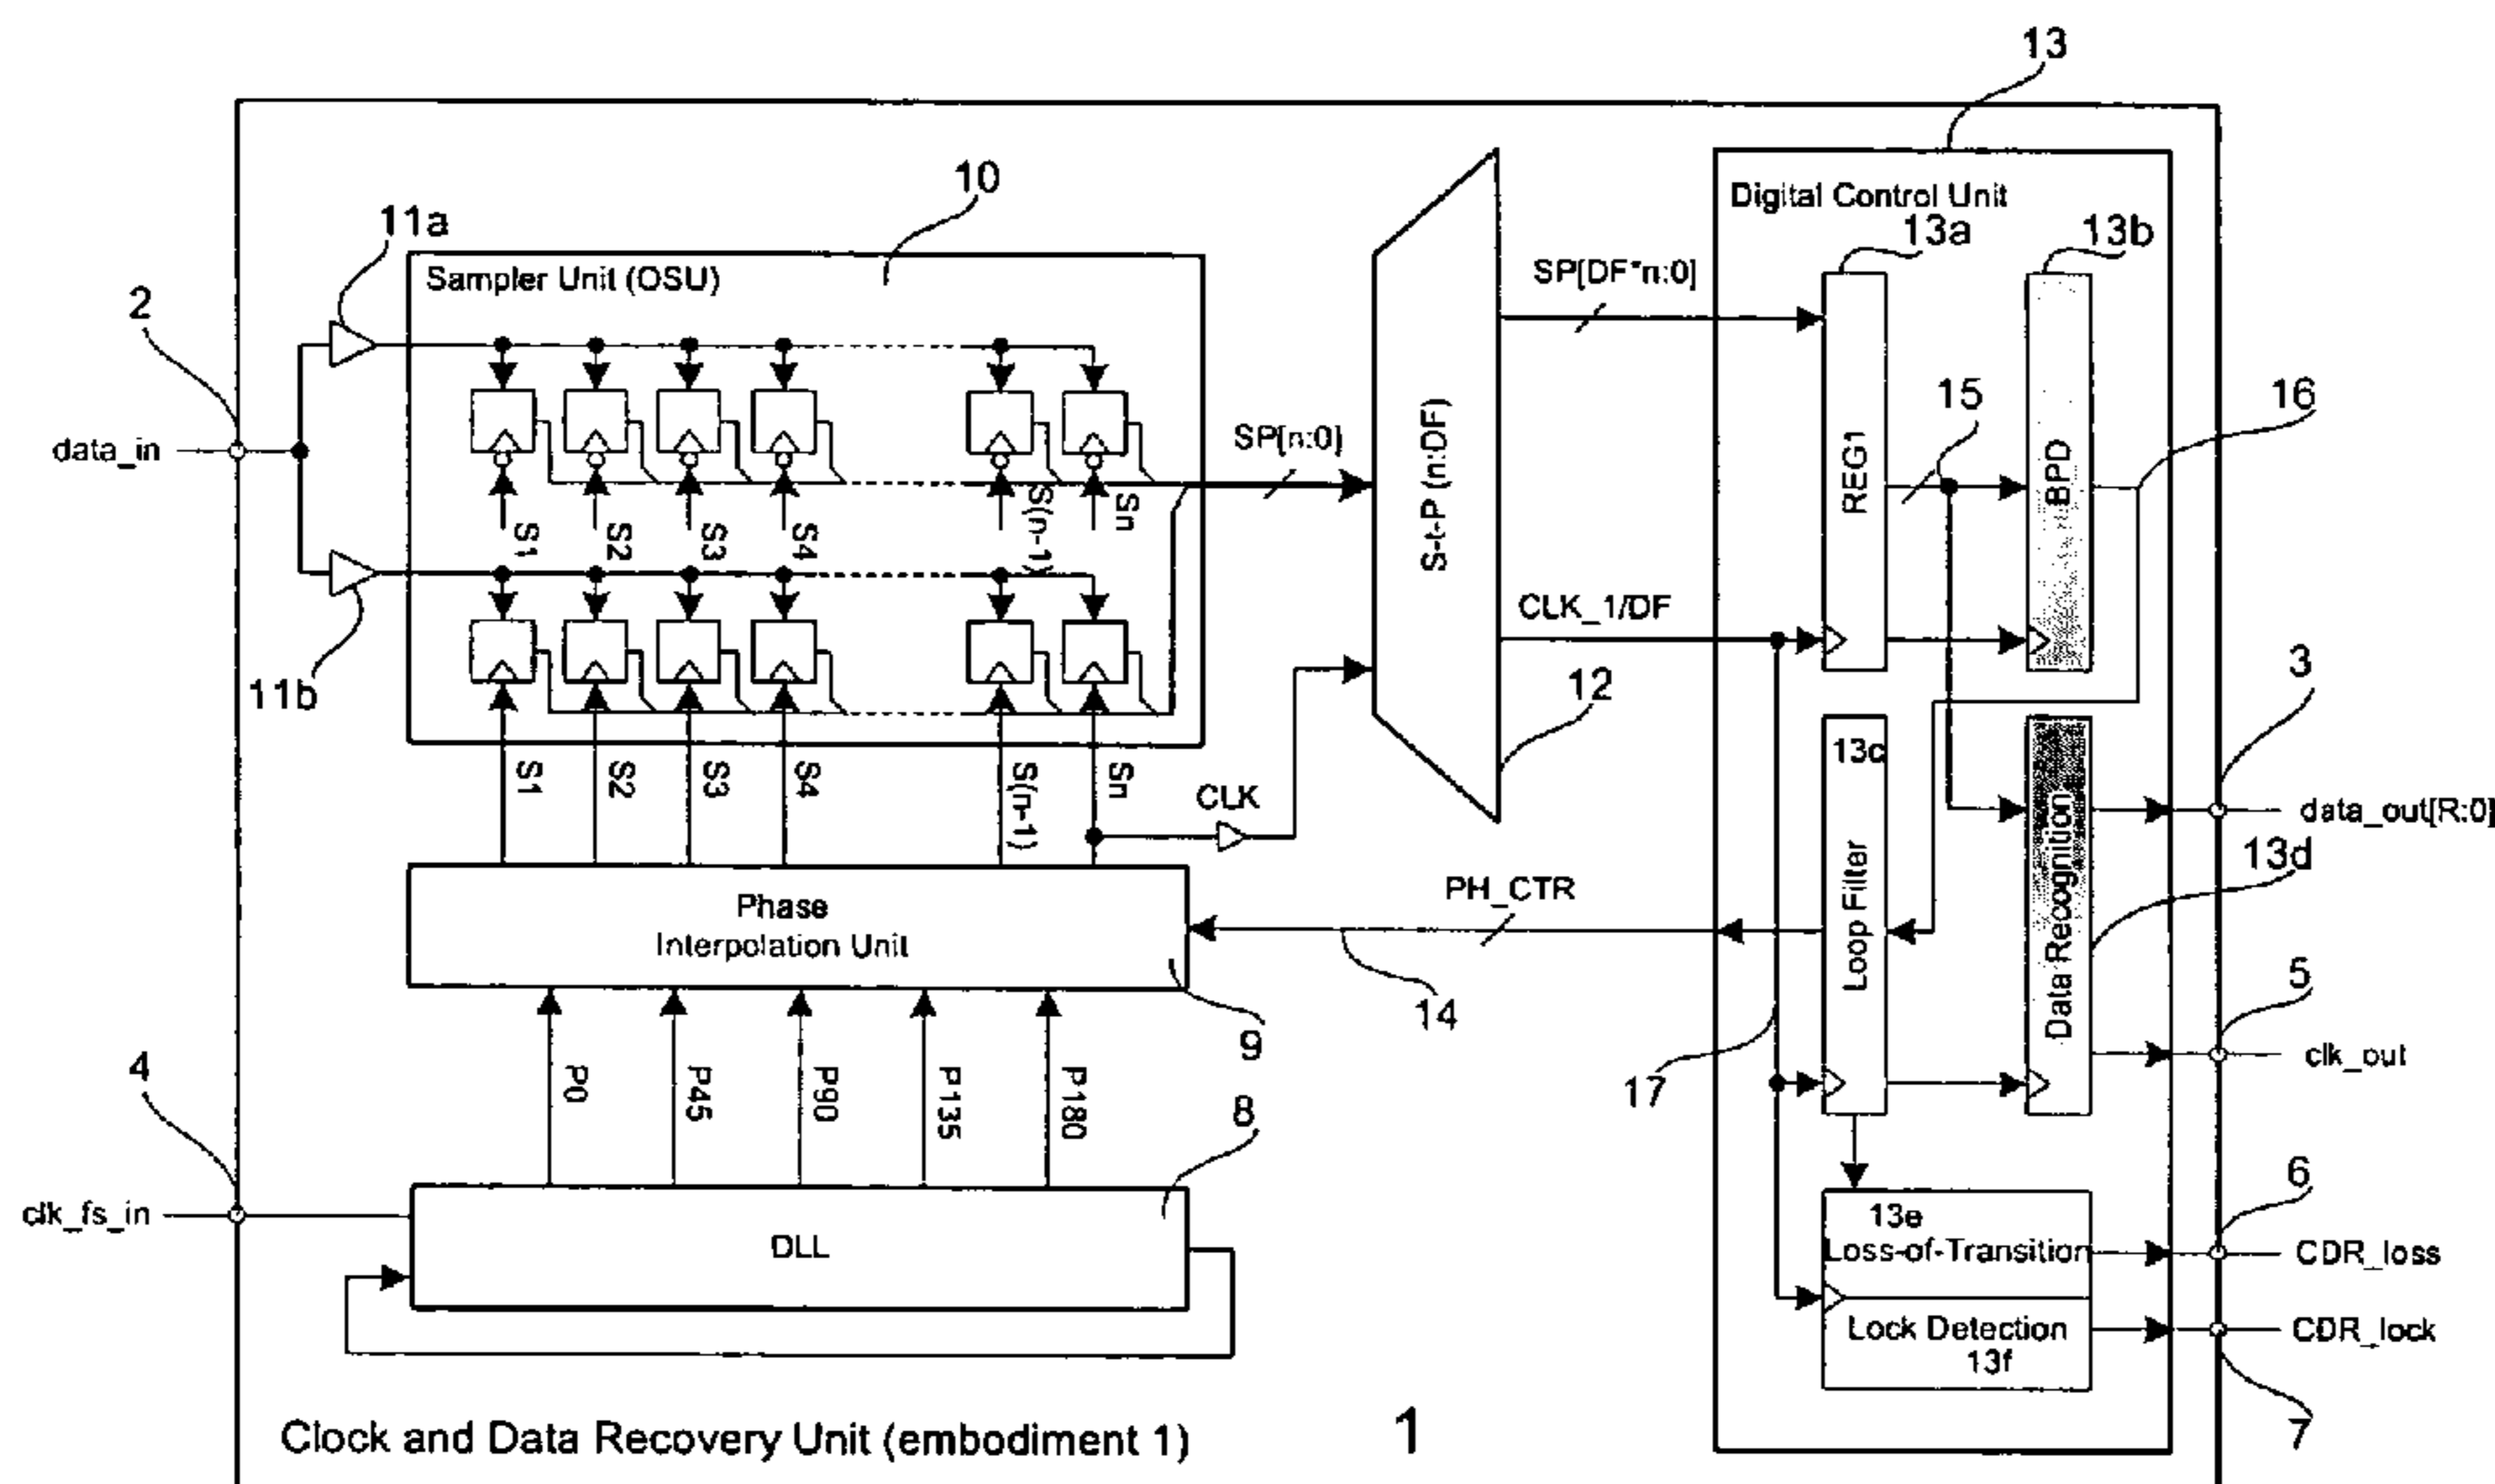 13
10
Digital Control Unit
11a
13a
13b
Sampler Unit (OSU)
SP[DF*n:0]
2
15
16
SP[n:0]
data_in
S-t-P (n:DF)
REG1
BPD
S1
S2
S3
S4
S(n-1)
Sn
CLK_1/DF
11b
12
3
13c
S1
S2
S3
S4
S(n-1)
Sn
CLK
data_out[R:0]
Loop Filter
Data Recognition
13d
PH_CTR
Phase
Interpolation Unit
14
9
5
clk_out
17
4
P0
P45
P90
P135
P180
8
6
clk_fs_in
13e
DLL
Loss-of-Transition
CDR_loss
Lock Detection
CDR_lock
13f
Clock and Data Recovery Unit (embodiment 1)
1
7